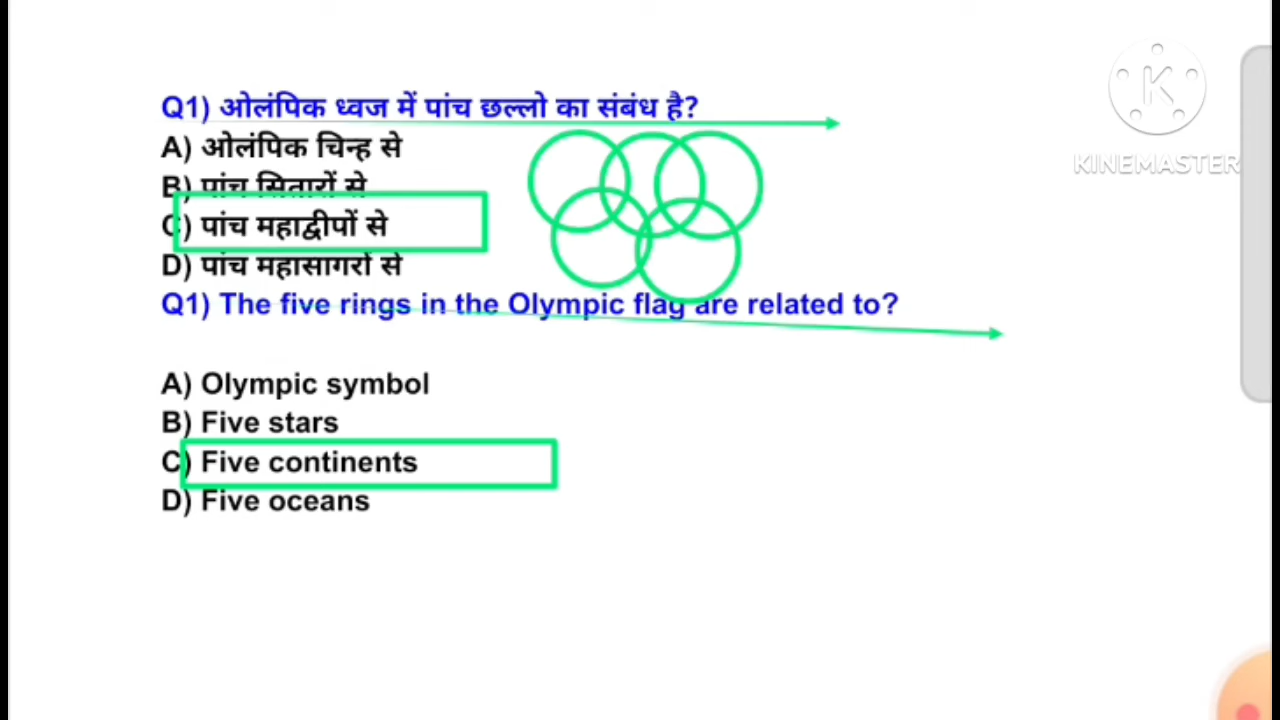 Q1) ओलंपिक ध्वज में पांच छल्लो का संबंध है?
A) ओलंपिक चिन्ह से
B) पांच सितारों से
C) पांच महाद्वीपों से
D) पांच महासागरों से
Q1) The five rings in the Olympic flag are related to?
A) Olympic symbol
B) Five stars
C) Five continents
D) Five oceans
K
KINEMASTER